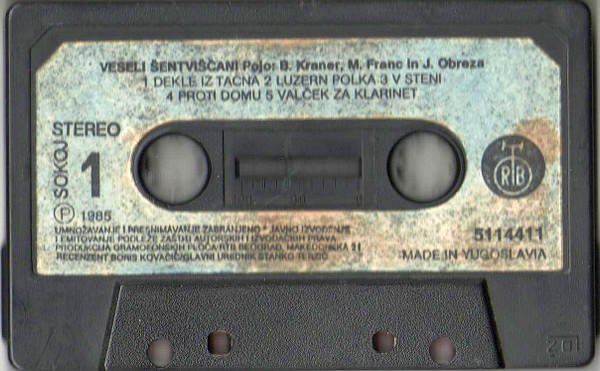 VESELI ŠENTVIŠČANI Pojo: B. Kraner, M. Franc in J. Obreza
1 DEKLE IZ TACNA 2 LUZERN POLKA 3 V STENI
4 PROTI DOMU 5 VALČEK ZA KLARINET
STEREO
SOKOJ
1
RTB
P 1985
UMNOŽAVANJE I PRESNIMAVANJE ZABRANJENO * JAVNO IZVOĐENJE
I EMITOVANJE PODLEŽE ZAŠTITI AUTORSKIH I IZVOĐAČKIH PRAVA
PRODUKCIJA GRAMOFONSKIH PLOČA RTB BEOGRAD, MAKEDONSKA 21
RECENZENT BORIS KOVAČIČ/GLAVNI UREDNIK STANKO TERZIĆ
5114411
MADE IN YUGOSLAVIA